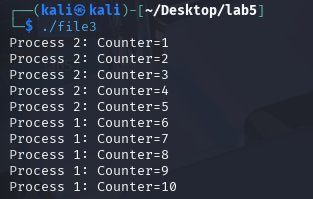 ┌──(kali㉿kali)-[~/Desktop/lab5]
└─$ ./file3
Process 2: Counter=1
Process 2: Counter=2
Process 2: Counter=3
Process 2: Counter=4
Process 2: Counter=5
Process 1: Counter=6
Process 1: Counter=7
Process 1: Counter=8
Process 1: Counter=9
Process 1: Counter=10